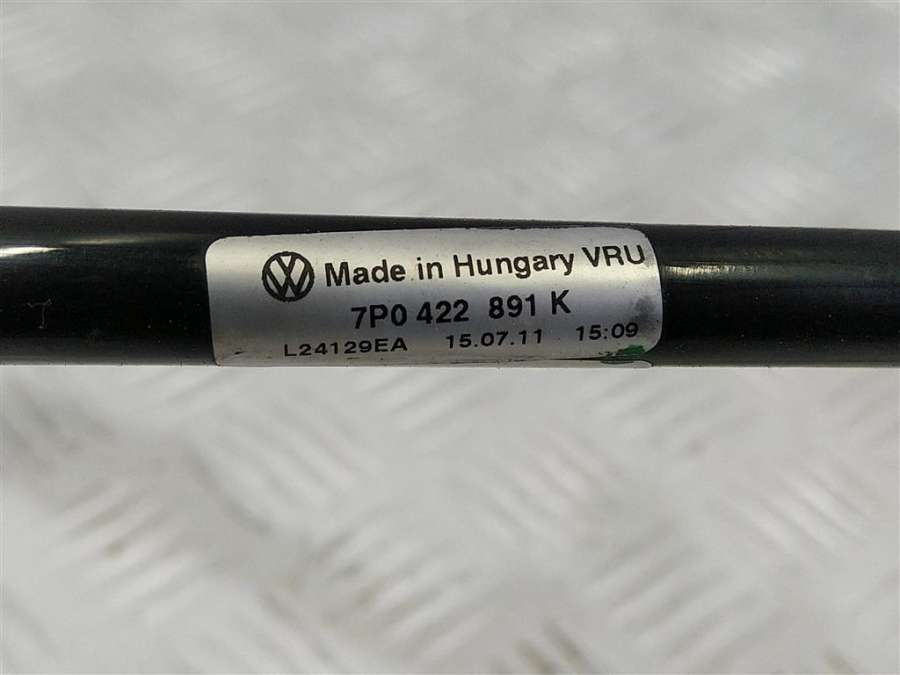 Made in Hungary VRU
7P0 422 891 K
L24129EA 15.07.11 15:09